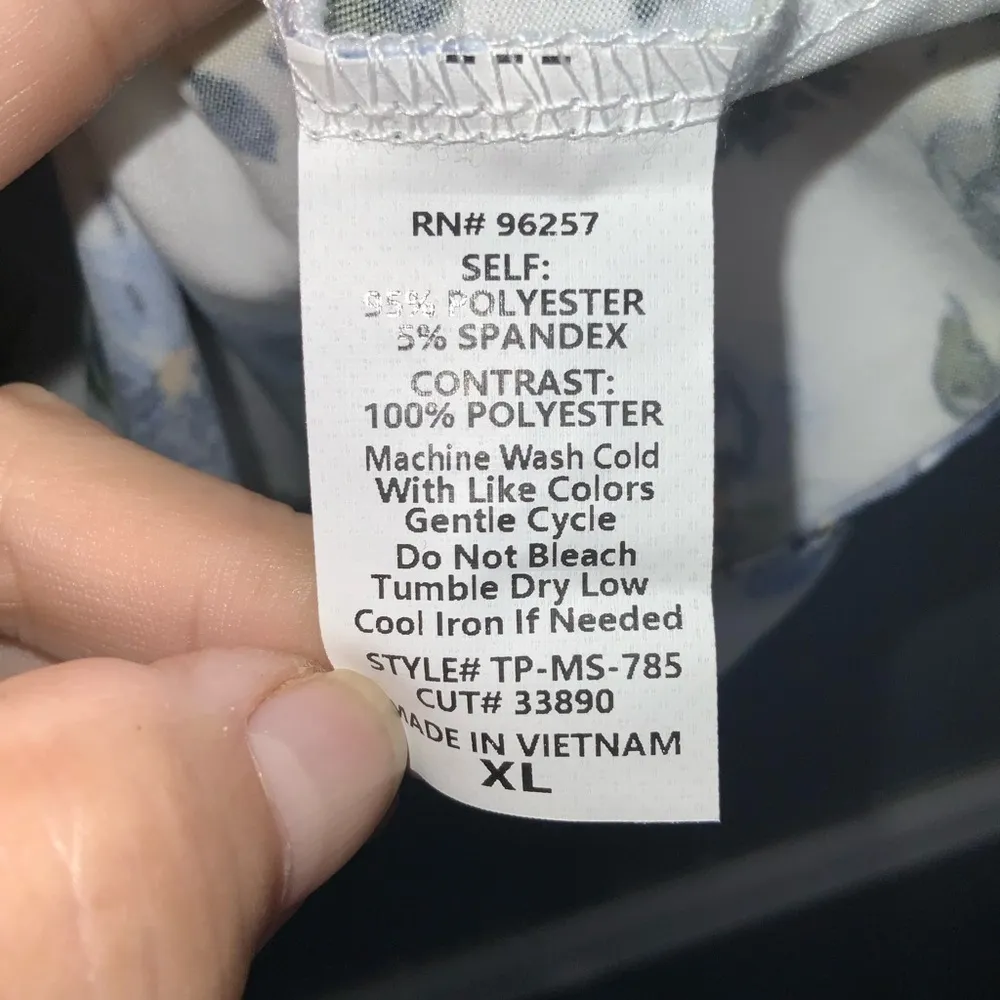 RN# 96257
SELF:
95% POLYESTER
5% SPANDEX
CONTRAST:
100% POLYESTER
Machine Wash Cold
With Like Colors
Gentle Cycle
Do Not Bleach
Tumble Dry Low
Cool Iron If Needed
STYLE# TP-MS-785
CUT# 33890
MADE IN VIETNAM
XL